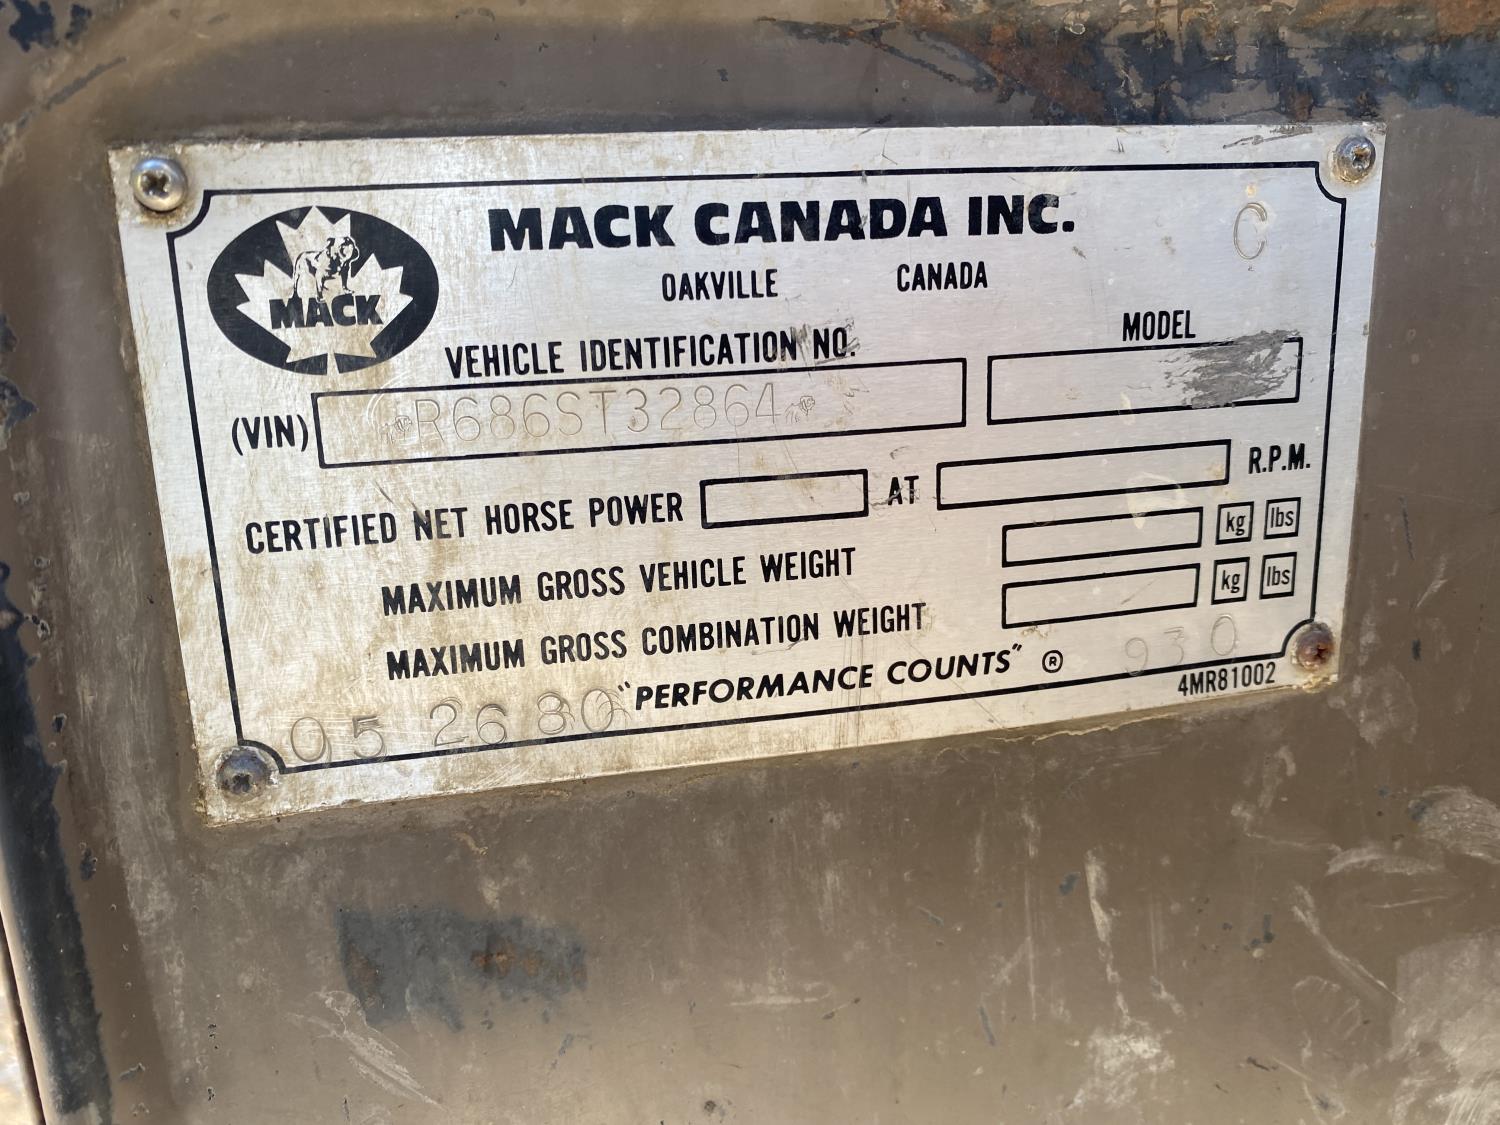 MACK CANADA INC.
C
OAKVILLE CANADA
MACK
VEHICLE IDENTIFICATION NO.
MODEL
(VIN) R686ST32864
CERTIFIED NET HORSE POWER AT R.P.M.
MAXIMUM GROSS VEHICLE WEIGHT kg lbs
MAXIMUM GROSS COMBINATION WEIGHT kg lbs
"PERFORMANCE COUNTS" ®
930
05 26 80
4MR81002